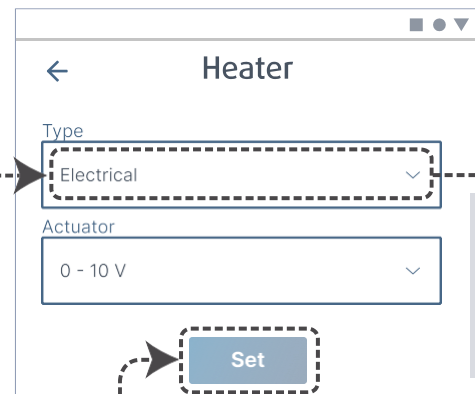 Heater
Type
Electrical
Actuator
0 - 10 V
Set